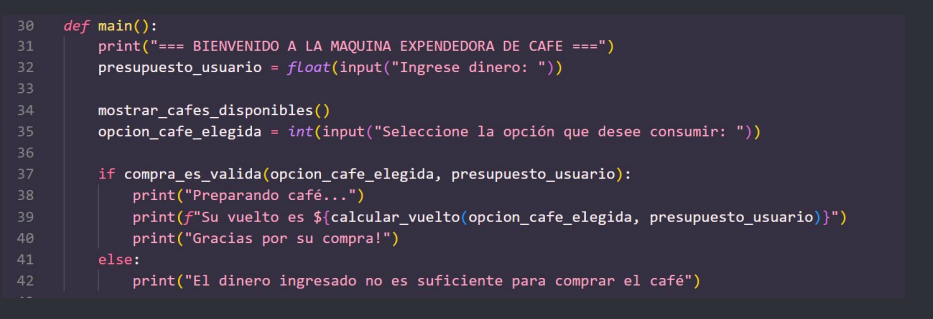 30 def main():
31     print("=== BIENVENIDO A LA MAQUINA EXPENDEDORA DE CAFE ===")
32     presupuesto_usuario = float(input("Ingrese dinero: "))
33
34     mostrar_cafes_disponibles()
35     opcion_cafe_elegida = int(input("Seleccione la opción que desee consumir: "))
36
37     if compra_es_valida(opcion_cafe_elegida, presupuesto_usuario):
38         print("Preparando café...")
39         print(f"Su vuelto es ${calcular_vuelto(opcion_cafe_elegida, presupuesto_usuario)}")
40         print("Gracias por su compra!")
41     else:
42         print("El dinero ingresado no es suficiente para comprar el café")